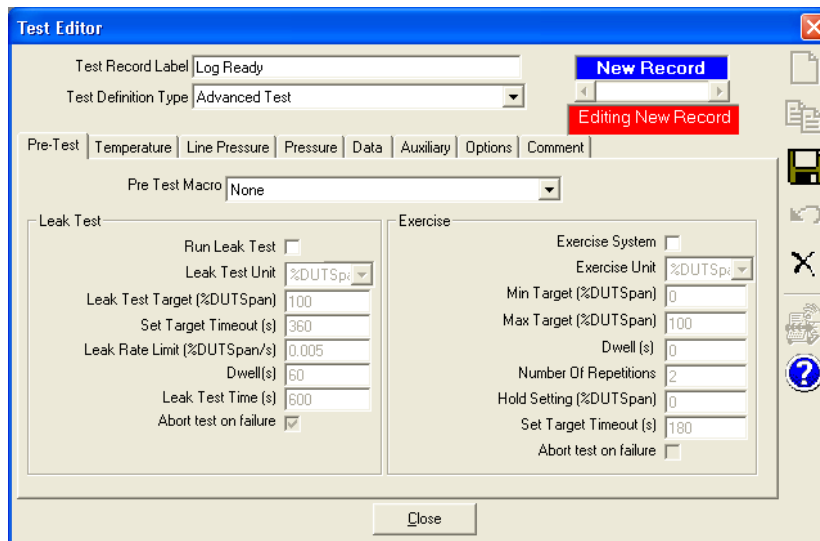 Test Editor
Test Record Label Log Ready
New Record
Test Definition Type Advanced Test
Editing New Record
Pre-Test Temperature Line Pressure Pressure Data Auxiliary Options Comment
Pre Test Macro None
Leak Test
Run Leak Test
Leak Test Unit %DUTSpa
Leak Test Target (%DUTSpan) 100
Set Target Timeout (s) 360
Leak Rate Limit (%DUTSpan/s) 0.005
Dwell(s) 60
Leak Test Time (s) 600
Abort test on failure
Exercise
Exercise System
Exercise Unit %DUTSpa
Min Target (%DUTSpan) 0
Max Target (%DUTSpan) 100
Dwell (s) 0
Number Of Repetitions 2
Hold Setting (%DUTSpan) 0
Set Target Timeout (s) 180
Abort test on failure
Close